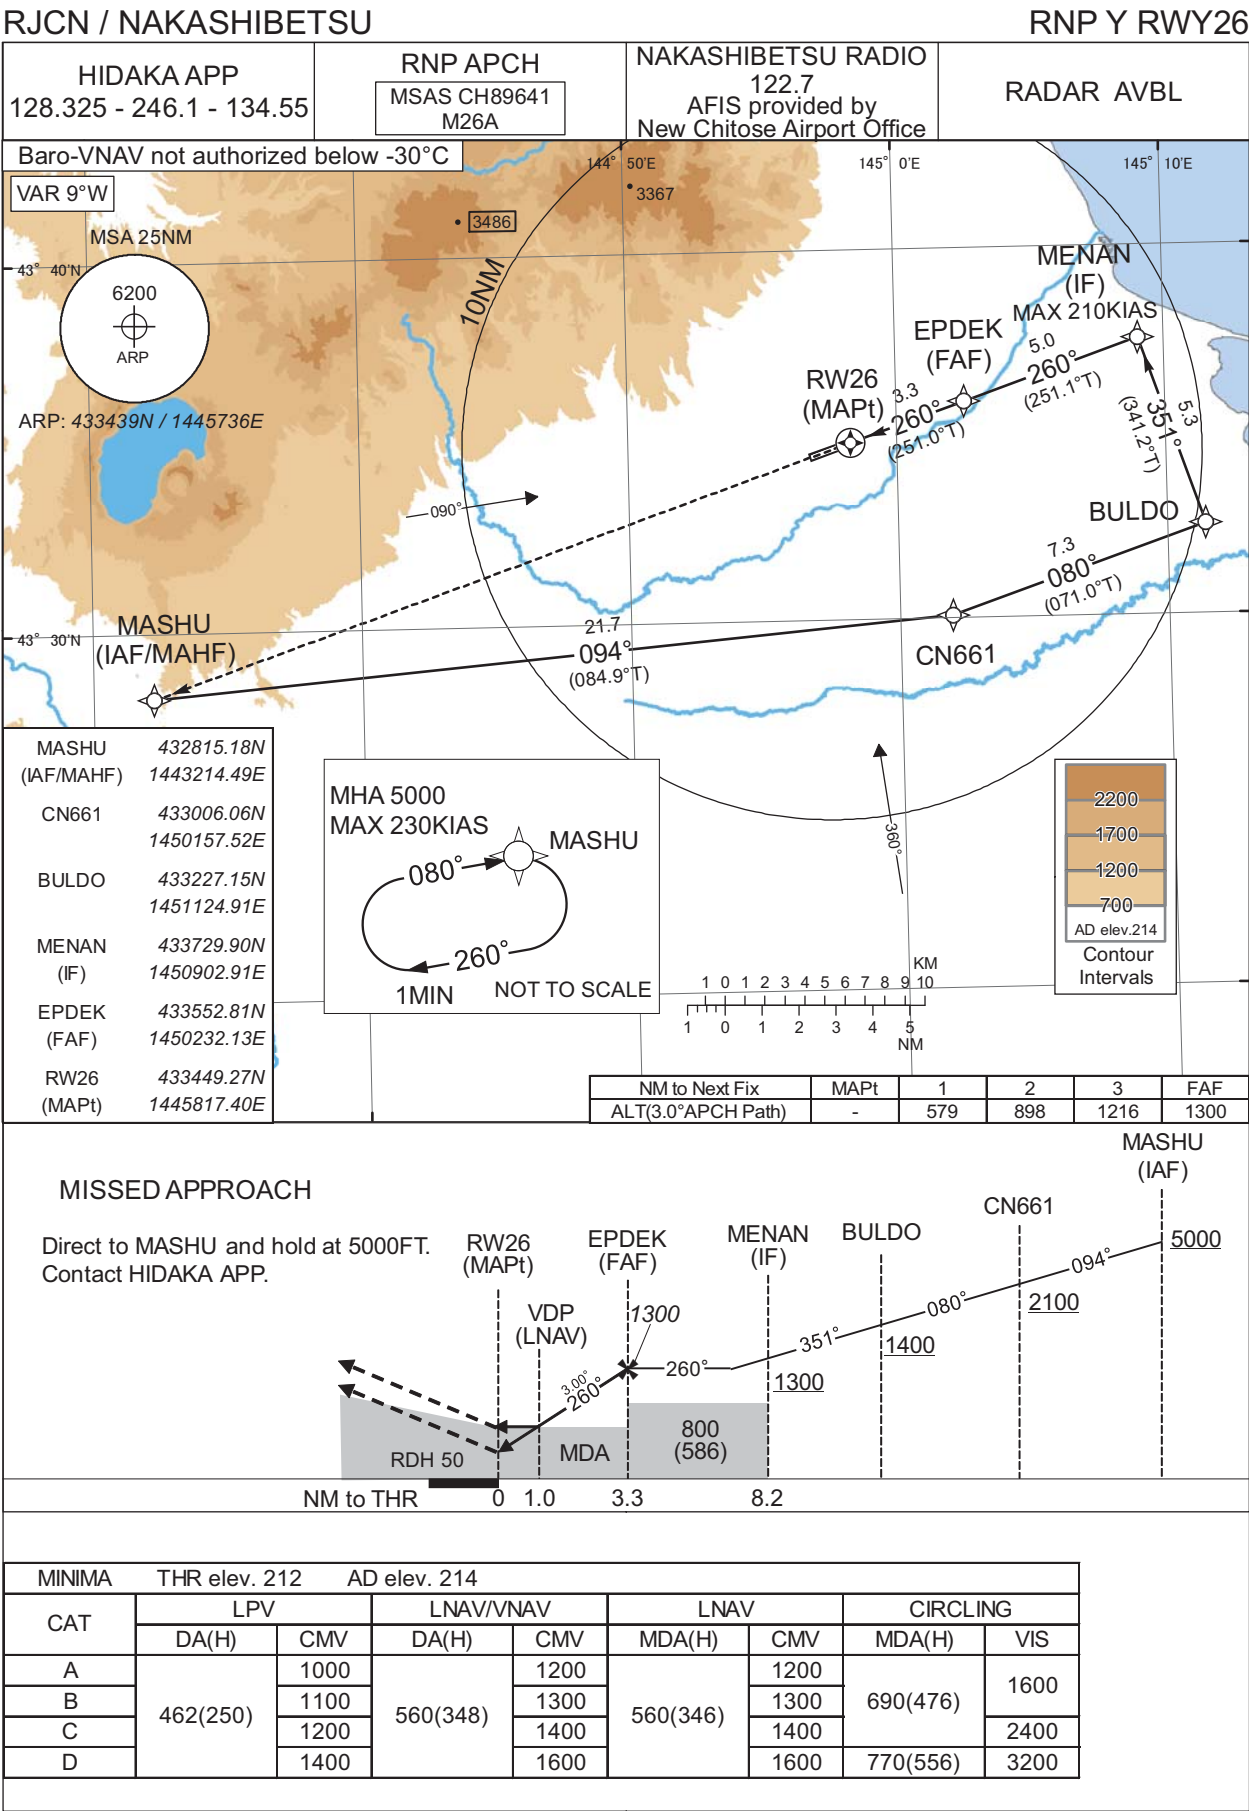 RJCN / NAKASHIBETSU
RNP Y RWY26
HIDAKA APP
128.325 - 246.1 - 134.55
RNP APCH
MSAS CH89641
M26A
NAKASHIBETSU RADIO
122.7
AFIS provided by
New Chitose Airport Office
RADAR AVBL
Baro-VNAV not authorized below -30°C
VAR 9°W
MSA 25NM
6200
ARP
ARP: 433439N / 1445736E
144° 50'E
145° 0'E
145° 10'E
43° 40'N
43° 30'N
3486
3367
10NM
MENAN
(IF)
MAX 210KIAS
EPDEK
(FAF)
5.0
260°
(251.1°T)
RW26
(MAPt)
3.3
260°
(251.0°T)
5.3
351°
(341.2°T)
BULDO
7.3
080°
(071.0°T)
090°
CN661
21.7
094°
(084.9°T)
MASHU
(IAF/MAHF)
360°
MASHU 433215.18N
(IAF/MAHF) 1443214.49E
CN661 433006.06N
1450157.52E
BULDO 433227.15N
1451124.91E
MENAN 433729.90N
(IF) 1450902.91E
EPDEK 433552.81N
(FAF) 1450232.13E
RW26 433449.27N
(MAPt) 1445817.40E
MHA 5000
MAX 230KIAS
MASHU
080°
260°
1MIN
NOT TO SCALE
2200
1700
1200
700
AD elev.214
Contour
Intervals
KM
1 0 1 2 3 4 5 6 7 8 9 10
1 0 1 2 3 4 5
NM
NM to Next Fix MAPt 1 2 3 FAF
ALT(3.0°APCH Path) - 579 898 1216 1300
MISSED APPROACH
Direct to MASHU and hold at 5000FT.
Contact HIDAKA APP.
RW26
(MAPt)
VDP
(LNAV)
EPDEK
(FAF)
1300
MENAN
(IF)
BULDO
CN661
MASHU
(IAF)
5000
094°
2100
080°
1400
351°
1300
260°
3.00°
260°
800
(586)
MDA
RDH 50
NM to THR 0 1.0 3.3 8.2
MINIMA THR elev. 212 AD elev. 214
CAT LPV LNAV/VNAV LNAV CIRCLING
DA(H) CMV DA(H) CMV MDA(H) CMV MDA(H) VIS
A 462(250) 1000 560(348) 1200 560(346) 1200 690(476) 1600
B 1100 1300 1300
C 1200 1400 1400 2400
D 1400 1600 1600 770(556) 3200